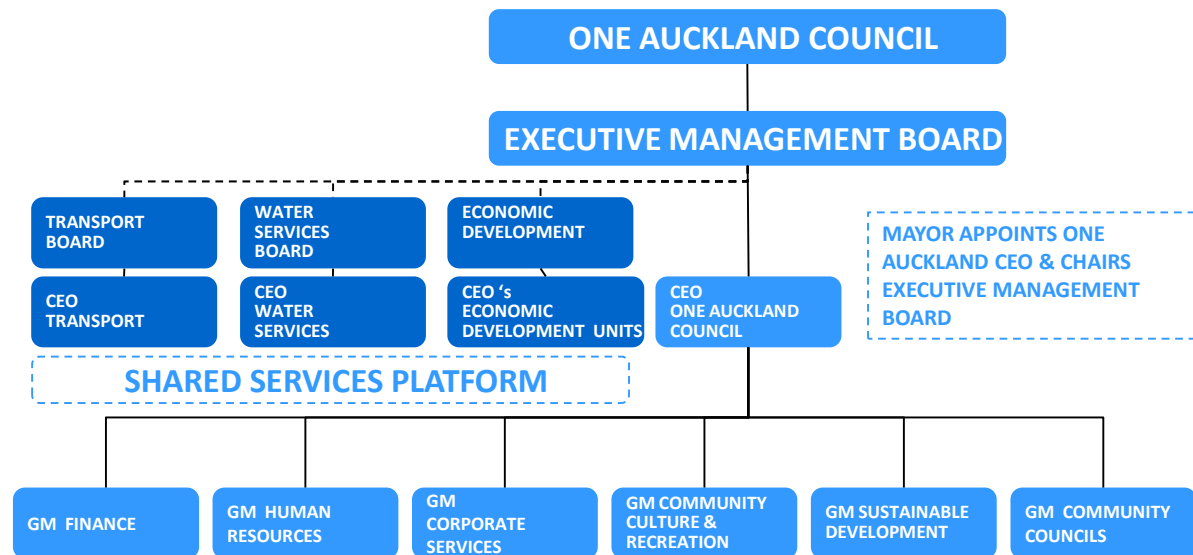 ONE AUCKLAND COUNCIL
EXECUTIVE MANAGEMENT BOARD
TRANSPORT
BOARD
WATER
SERVICES
BOARD
ECONOMIC
DEVELOPMENT
MAYOR APPOINTS ONE
AUCKLAND CEO & CHAIRS
EXECUTIVE MANAGEMENT
BOARD
CEO
TRANSPORT
CEO
WATER
SERVICES
CEO ‘s
ECONOMIC
DEVELOPMENT UNITS
CEO
ONE AUCKLAND
COUNCIL
SHARED SERVICES PLATFORM
GM FINANCE
GM HUMAN
RESOURCES
GM
CORPORATE
SERVICES
GM COMMUNITY
CULTURE &
RECREATION
GM SUSTAINABLE
DEVELOPMENT
GM COMMUNITY
COUNCILS